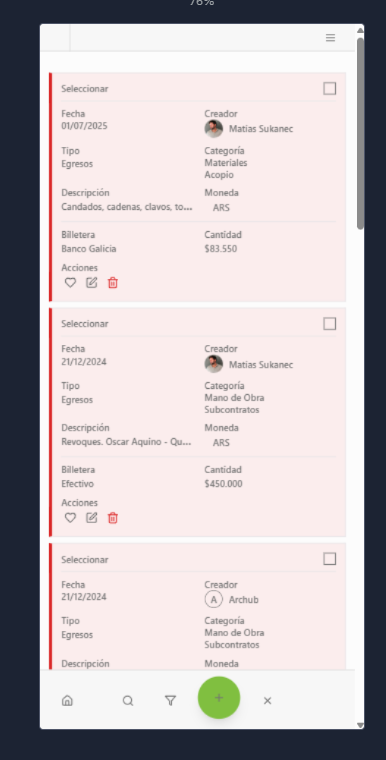 76%
Seleccionar
Fecha
01/07/2025
Creador
Matias Sukanec
Tipo
Egresos
Categoría
Materiales
Acopio
Descripción
Candados, cadenas, clavos, to...
Moneda
ARS
Billetera
Banco Galicia
Cantidad
$83.550
Acciones
Seleccionar
Fecha
21/12/2024
Creador
Matias Sukanec
Tipo
Egresos
Categoría
Mano de Obra
Subcontratos
Descripción
Revoques. Oscar Aquino - Qu...
Moneda
ARS
Billetera
Efectivo
Cantidad
$450.000
Acciones
Seleccionar
Fecha
21/12/2024
Creador
A Archub
Tipo
Egresos
Categoría
Mano de Obra
Subcontratos
Descripción
Moneda